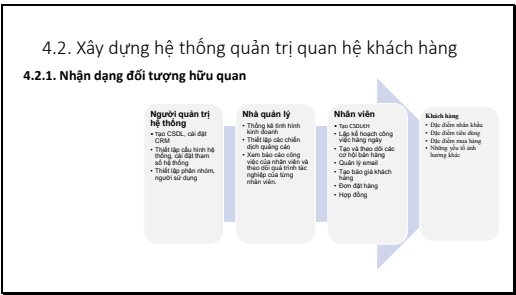 4.2. Xây dựng hệ thống quản trị quan hệ khách hàng
4.2.1. Nhận dạng đối tượng hữu quan
Người quản trị
hệ thống
• Tạo CSDL, cài đặt
CRM
• Thiết lập cấu hình hệ
thống, cài đặt tham
số hệ thống
• Thiết lập phân nhóm,
người sử dụng
Nhà quản lý
• Thống kê tình hình
kinh doanh
• Thiết lập các chiến
dịch quảng cáo
• Xem báo cáo công
việc của nhân viên và
theo dõi quá trình tác
nghiệp của từng
nhân viên.
Nhân viên
• Tạo CSDLKH
• Lập kế hoạch công
việc hàng ngày
• Tạo và theo dõi các
cơ hội bán hàng
• Quản lý email
• Tạo báo giá khách
hàng
• Đơn đặt hàng
• Hợp đồng
Khách hàng
• Đặc điểm nhân khẩu
• Đặc điểm tiêu dùng
• Đặc điểm mua hàng
• Những yếu tố ảnh
hưởng khác